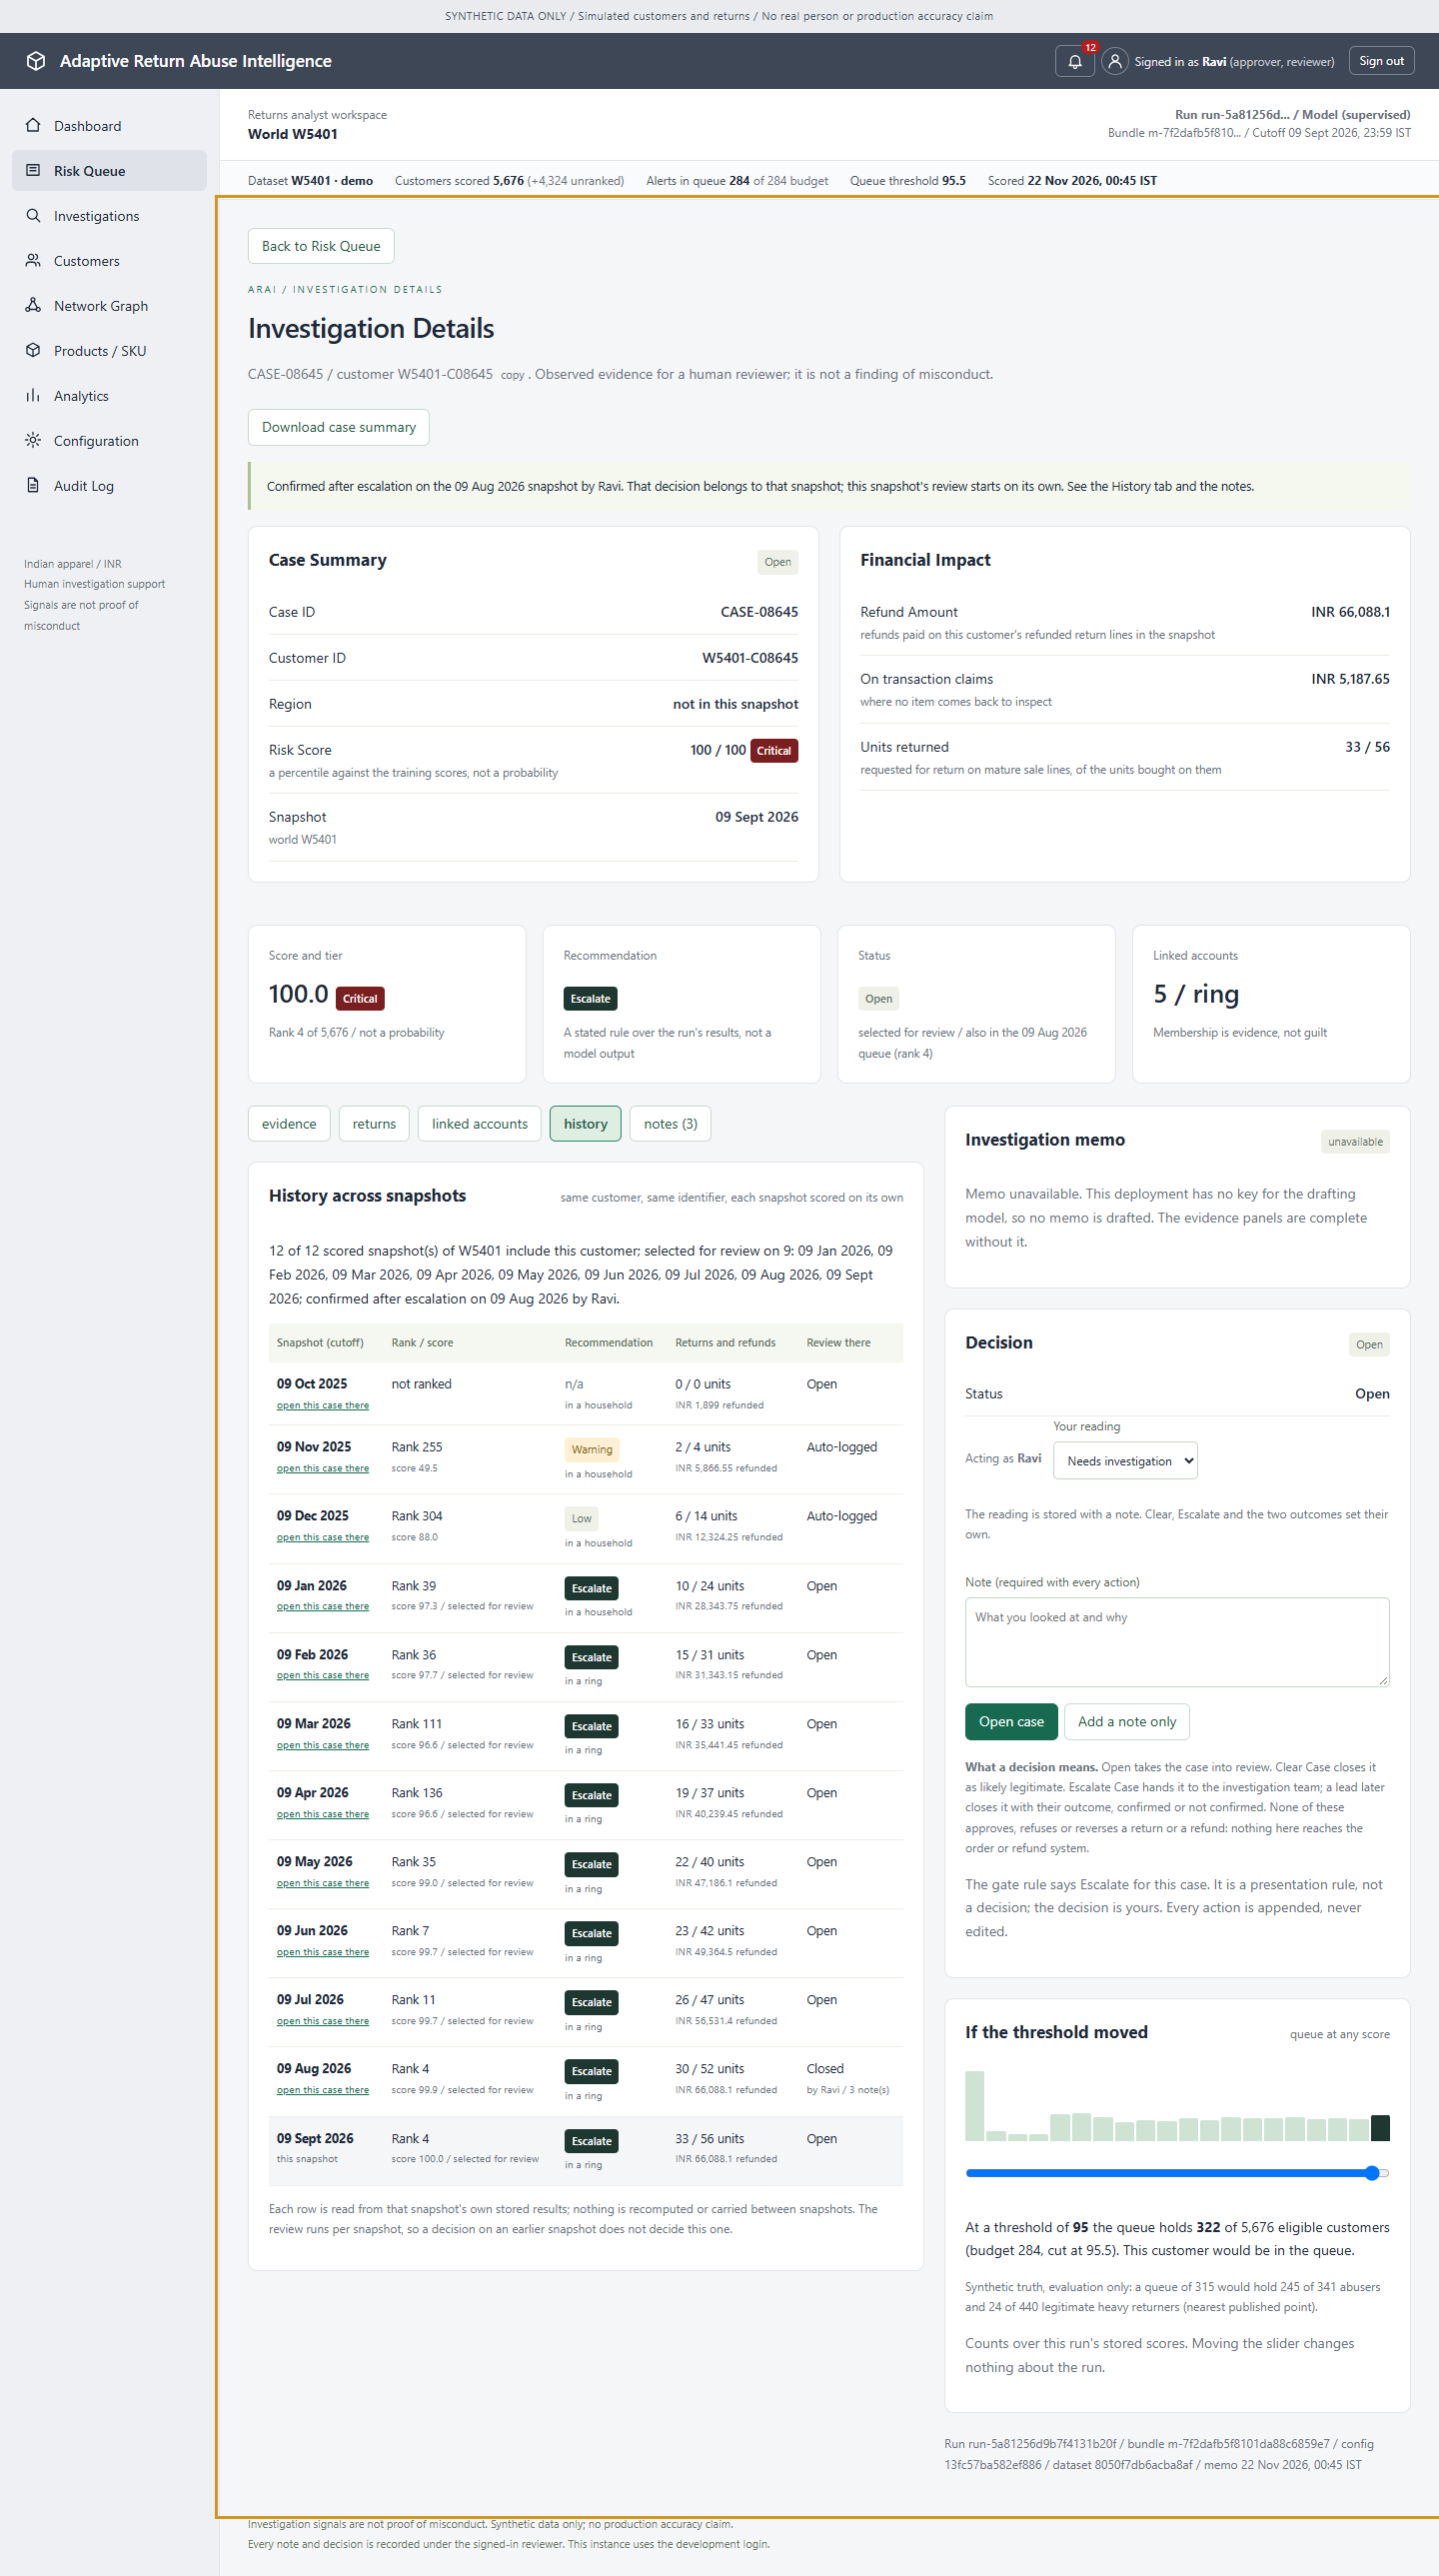 SYNTHETIC DATA ONLY / Simulated customers and returns / No real person or production accuracy claim
Adaptive Return Abuse Intelligence
12
Signed in as Ravi (approver, reviewer)
Sign out
Dashboard
Risk Queue
Investigations
Customers
Network Graph
Products / SKU
Analytics
Configuration
Audit Log
Indian apparel / INR
Human investigation support
Signals are not proof of
misconduct
Returns analyst workspace
World W5401
Run run-5a81256d... / Model (supervised)
Bundle m-7f2dafb5f810... / Cutoff 09 Sept 2026, 23:59 IST
Dataset W5401 · demo
Customers scored 5,676 (+4,324 unranked)
Alerts in queue 284 of 284 budget
Queue threshold 95.5
Scored 22 Nov 2026, 00:45 IST
Back to Risk Queue
ARAI / INVESTIGATION DETAILS
Investigation Details
CASE-08645 / customer W5401-C08645 copy . Observed evidence for a human reviewer; it is not a finding of misconduct.
Download case summary
Confirmed after escalation on the 09 Aug 2026 snapshot by Ravi. That decision belongs to that snapshot; this snapshot's review starts on its own. See the History tab and the notes.
Case Summary
Open
Case ID
CASE-08645
Customer ID
W5401-C08645
Region
not in this snapshot
Risk Score
100 / 100 Critical
a percentile against the training scores, not a probability
Snapshot
09 Sept 2026
world W5401
Financial Impact
Refund Amount
INR 66,088.1
refunds paid on this customer's refunded return lines in the snapshot
On transaction claims
INR 5,187.65
where no item comes back to inspect
Units returned
33 / 56
requested for return on mature sale lines, of the units bought on them
Score and tier
100.0 Critical
Rank 4 of 5,676 / not a probability
Recommendation
Escalate
A stated rule over the run's results, not a
model output
Status
Open
selected for review / also in the 09 Aug 2026
queue (rank 4)
Linked accounts
5 / ring
Membership is evidence, not guilt
evidence
returns
linked accounts
history
notes (3)
History across snapshots
same customer, same identifier, each snapshot scored on its own
12 of 12 scored snapshot(s) of W5401 include this customer; selected for review on 9: 09 Jan 2026, 09
Feb 2026, 09 Mar 2026, 09 Apr 2026, 09 May 2026, 09 Jun 2026, 09 Jul 2026, 09 Aug 2026, 09 Sept
2026; confirmed after escalation on 09 Aug 2026 by Ravi.
Snapshot (cutoff) Rank / score Recommendation Returns and refunds Review there
09 Oct 2025 not ranked n/a 0 / 0 units Open
open this case there in a household INR 1,899 refunded
09 Nov 2025 Rank 255 Warning 2 / 4 units Auto-logged
open this case there score 49.5 in a household INR 5,866.55 refunded
09 Dec 2025 Rank 304 Low 6 / 14 units Auto-logged
open this case there score 88.0 in a household INR 12,324.25 refunded
09 Jan 2026 Rank 39 Escalate 10 / 24 units Open
open this case there score 97.3 / selected for review in a household INR 28,343.75 refunded
09 Feb 2026 Rank 36 Escalate 15 / 31 units Open
open this case there score 97.7 / selected for review in a ring INR 31,343.15 refunded
09 Mar 2026 Rank 111 Escalate 16 / 33 units Open
open this case there score 96.6 / selected for review in a ring INR 35,441.45 refunded
09 Apr 2026 Rank 136 Escalate 19 / 37 units Open
open this case there score 96.6 / selected for review in a ring INR 40,239.45 refunded
09 May 2026 Rank 35 Escalate 22 / 40 units Open
open this case there score 99.0 / selected for review in a ring INR 47,186.1 refunded
09 Jun 2026 Rank 7 Escalate 23 / 42 units Open
open this case there score 99.7 / selected for review in a ring INR 49,364.5 refunded
09 Jul 2026 Rank 11 Escalate 26 / 47 units Open
open this case there score 99.7 / selected for review in a ring INR 56,531.4 refunded
09 Aug 2026 Rank 4 Escalate 30 / 52 units Closed
open this case there score 99.9 / selected for review in a ring INR 66,088.1 refunded by Ravi / 3 note(s)
09 Sept 2026 Rank 4 Escalate 33 / 56 units Open
this snapshot score 100.0 / selected for review in a ring INR 66,088.1 refunded
Each row is read from that snapshot's own stored results; nothing is recomputed or carried between snapshots. The
review runs per snapshot, so a decision on an earlier snapshot does not decide this one.
Investigation memo
unavailable
Memo unavailable. This deployment has no key for the drafting
model, so no memo is drafted. The evidence panels are complete
without it.
Decision
Open
Status
Open
Your reading
Acting as Ravi
Needs investigation
The reading is stored with a note. Clear, Escalate and the two outcomes set their
own.
Note (required with every action)
What you looked at and why
Open case
Add a note only
What a decision means. Open takes the case into review. Clear Case closes it
as likely legitimate. Escalate Case hands it to the investigation team; a lead later
closes it with their outcome, confirmed or not confirmed. None of these
approves, refuses or reverses a return or a refund: nothing here reaches the
order or refund system.
The gate rule says Escalate for this case. It is a presentation rule, not
a decision; the decision is yours. Every action is appended, never
edited.
If the threshold moved
queue at any score
At a threshold of 95 the queue holds 322 of 5,676 eligible customers
(budget 284, cut at 95.5). This customer would be in the queue.
Synthetic truth, evaluation only: a queue of 315 would hold 245 of 341 abusers
and 24 of 440 legitimate heavy returners (nearest published point).
Counts over this run's stored scores. Moving the slider changes
nothing about the run.
Run run-5a81256d9b7f4131b20f / bundle m-7f2dafb5f8101da88c6859e7 / config
13fc57ba582ef886 / dataset 8050f7db6acba8af / memo 22 Nov 2026, 00:45 IST
Investigation signals are not proof of misconduct. Synthetic data only; no production accuracy claim.
Every note and decision is recorded under the signed-in reviewer. This instance uses the development login.